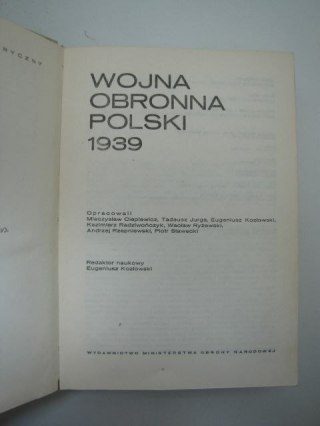 RYCZNY
WOJNA
OBRONNA
POLSKI
1939
Opracowali
Mieczysław Cieplewicz, Tadeusz Jurga, Eugeniusz Kozłowski,
Kazimierz Radziwończyk, Wacław Ryżewski,
Andrzej Rzepniewski, Piotr Stawecki
Redaktor naukowy
Eugeniusz Kozłowski
WYDAWNICTWO MINISTERSTWA OBRONY NARODOWEJ